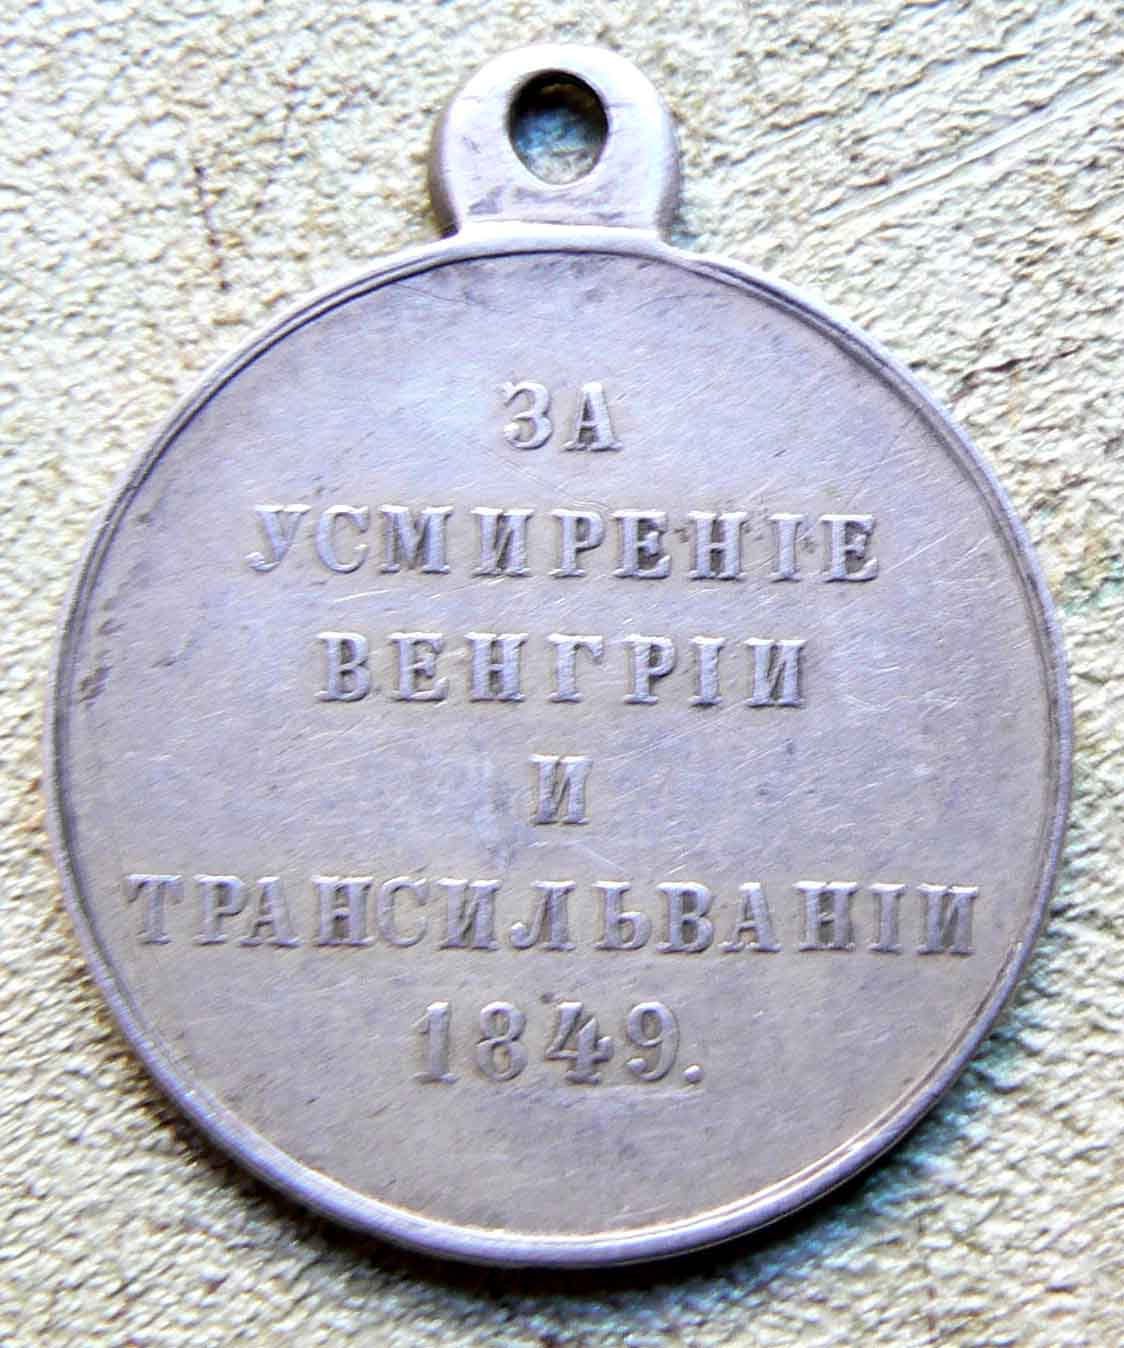 ЗА
УСМИРЕНІЕ
ВЕНГРІИ
И
ТРАНСИЛЬВАНІИ
1849.